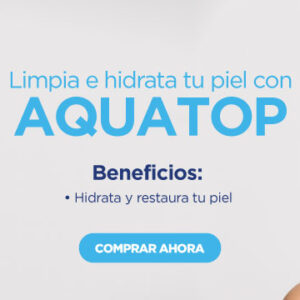 Limpia e hidrata tu piel con
AQUATOP
Beneficios:
• Hidrata y restaura tu piel
COMPRAR AHORA